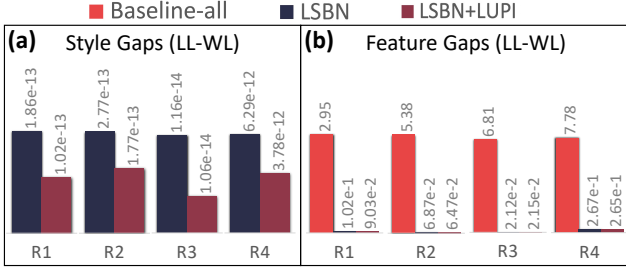 Baseline-all LSBN LSBN+LUPI
(a) Style Gaps (LL-WL)
1.86e-13 1.02e-13 2.77e-13 1.77e-13 1.16e-14 1.06e-14 6.29e-12 3.78e-12
R1 R2 R3 R4
(b) Feature Gaps (LL-WL)
2.95 1.02e-1 9.03e-2 5.38 6.87e-2 6.47e-2 6.81 2.12e-2 2.15e-2 7.78 2.67e-1 2.65e-1
R1 R2 R3 R4